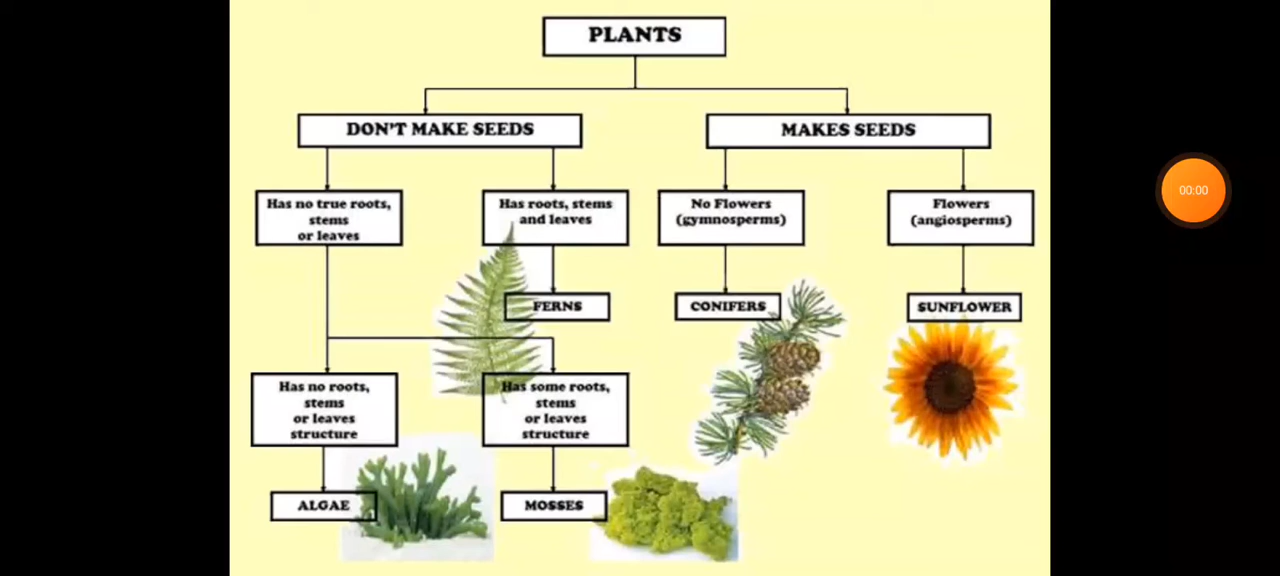 PLANTS
DON'T MAKE SEEDS
MAKES SEEDS
Has no true roots,
stems
or leaves
Has roots, stems
and leaves
No Flowers
(gymnosperms)
Flowers
(angiosperms)
FERNS
CONIFERS
SUNFLOWER
Has no roots,
stems
or leaves
structure
Has some roots,
stems
or leaves
structure
ALGAE
MOSSES
00:00